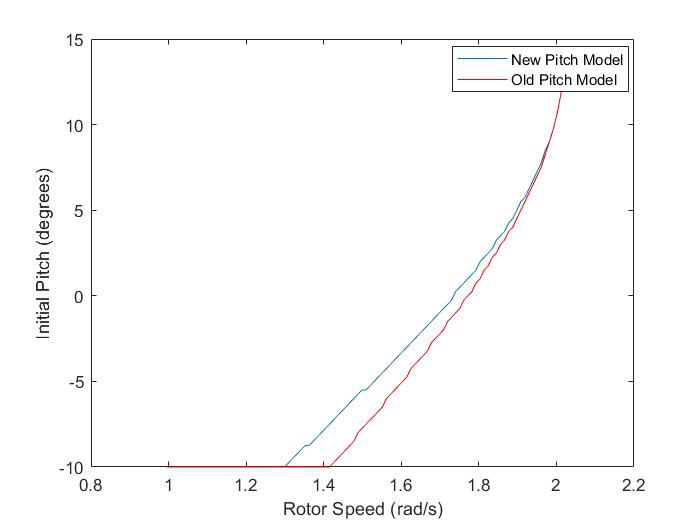 15
10
5
0
-5
-10
Initial Pitch (degrees)
New Pitch Model
Old Pitch Model
0.8 1 1.2 1.4 1.6 1.8 2 2.2
Rotor Speed (rad/s)